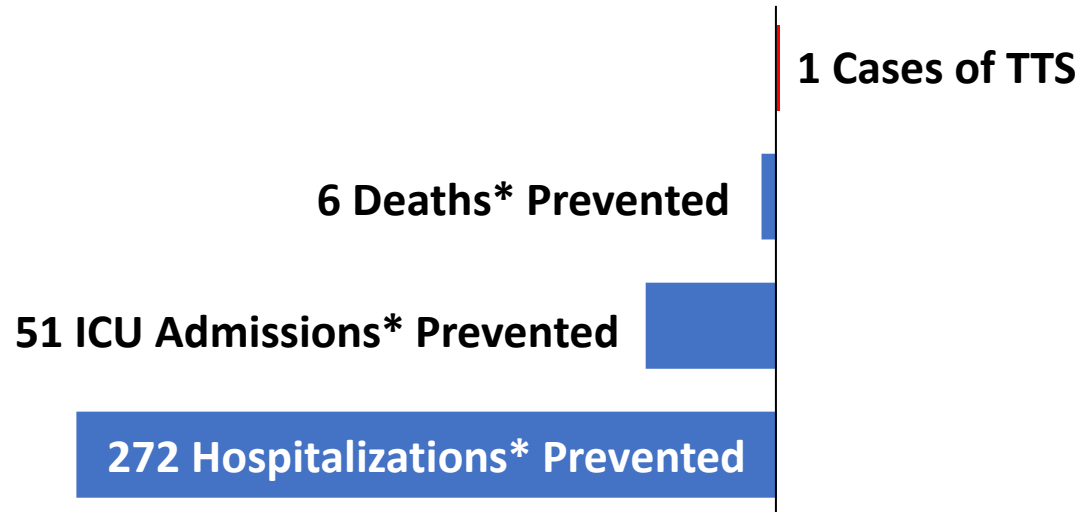 1 Cases of TTS
6 Deaths* Prevented
51 ICU Admissions* Prevented
272 Hospitalizations* Prevented